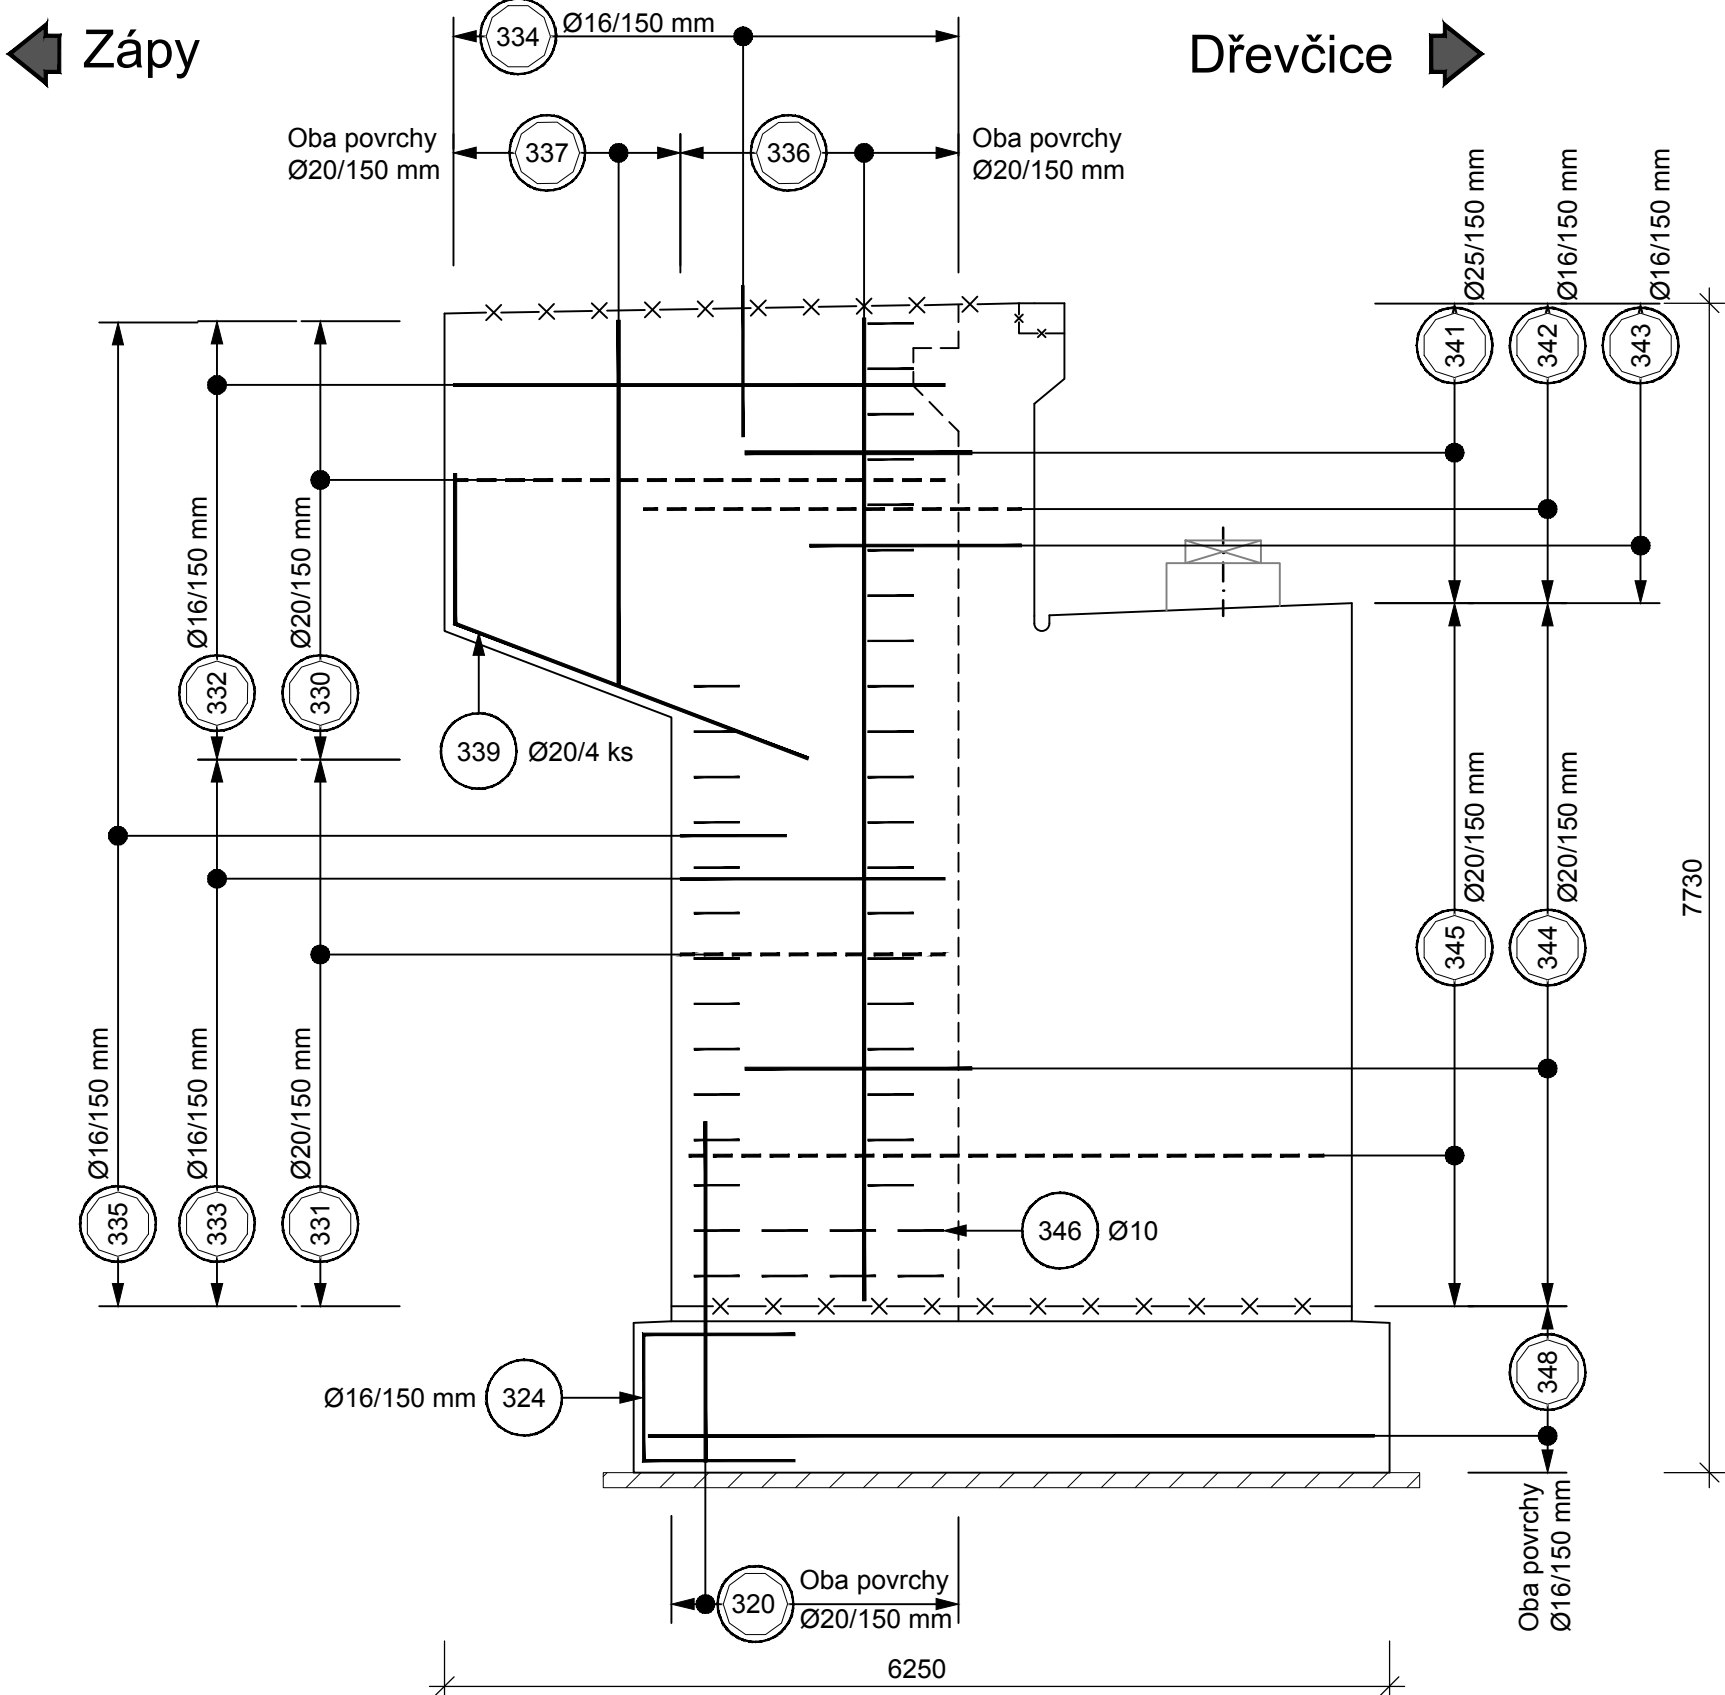 Zápy
334
Ø16/150 mm
Dřevčice
Oba povrchy
Ø20/150 mm
337
336
Oba povrchy
Ø20/150 mm
Ø25/150 mm
Ø16/150 mm
Ø16/150 mm
341
342
343
Ø16/150 mm
Ø20/150 mm
332
330
339
Ø20/4 ks
Ø20/150 mm
Ø20/150 mm
7730
345
344
Ø16/150 mm
Ø16/150 mm
Ø20/150 mm
335
333
331
346
Ø10
348
Ø16/150 mm
324
Oba povrchy
Ø16/150 mm
320
Oba povrchy
Ø20/150 mm
6250